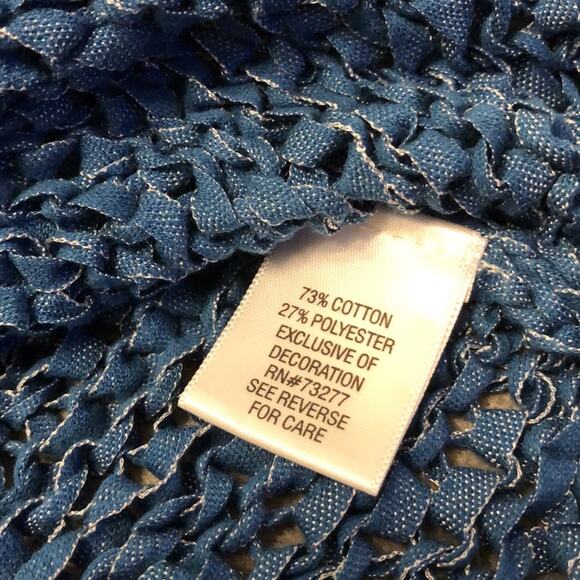 73% COTTON
27% POLYESTER
EXCLUSIVE OF
DECORATION
RN#73277
SEE REVERSE
FOR CARE